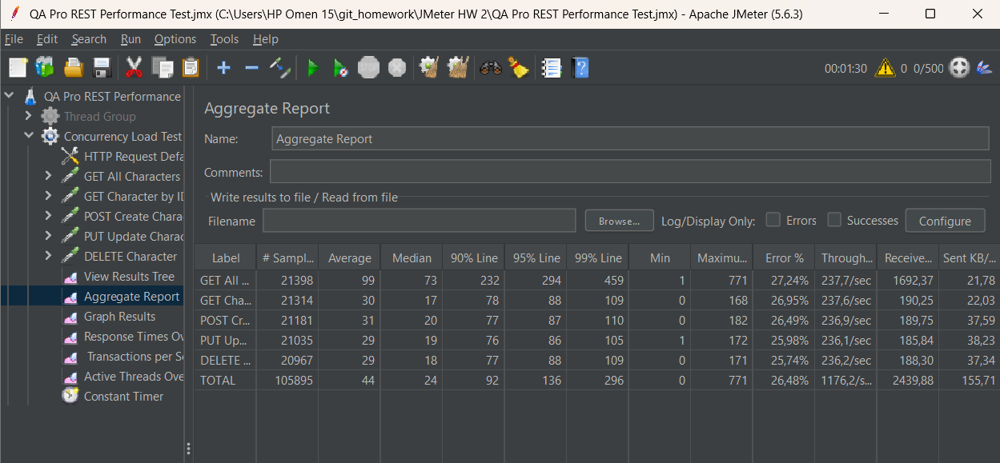 QA Pro REST Performance Test.jmx (C:\Users\HP Omen 15\git_homework\JMeter HW 2\QA Pro REST Performance Test.jmx) - Apache JMeter (5.6.3)
File Edit Search Run Options Tools Help
STOP
00:01:30 0 0/500
QA Pro REST Performance
Thread Group
Concurrency Load Test
HTTP Request Defa
GET All Characters
GET Character by ID
POST Create Chara
PUT Update Charac
DELETE Character
View Results Tree
Aggregate Report
Graph Results
Response Times Ov
Transactions per S
Active Threads Ove
Constant Timer
Aggregate Report
Name: Aggregate Report
Comments:
Write results to file / Read from file
Filename Browse... Log/Display Only: Errors Successes Configure
Label # Sampl... Average Median 90% Line 95% Line 99% Line Min Maximu... Error % Through... Receive... Sent KB/...
GET All ... 21398 99 73 232 294 459 1 771 27,24% 237,7/sec 1692,37 21,78
GET Cha... 21314 30 17 78 88 109 0 168 26,95% 237,6/sec 190,25 22,03
POST Cr... 21181 31 20 77 87 110 0 182 26,49% 236,9/sec 189,75 37,59
PUT Up... 21035 29 19 76 86 105 1 172 25,98% 236,1/sec 185,84 38,23
DELETE ... 20967 29 18 77 88 109 0 171 25,74% 236,2/sec 188,30 37,34
TOTAL 105895 44 24 92 136 296 0 771 26,48% 1176,2/s... 2439,88 155,71